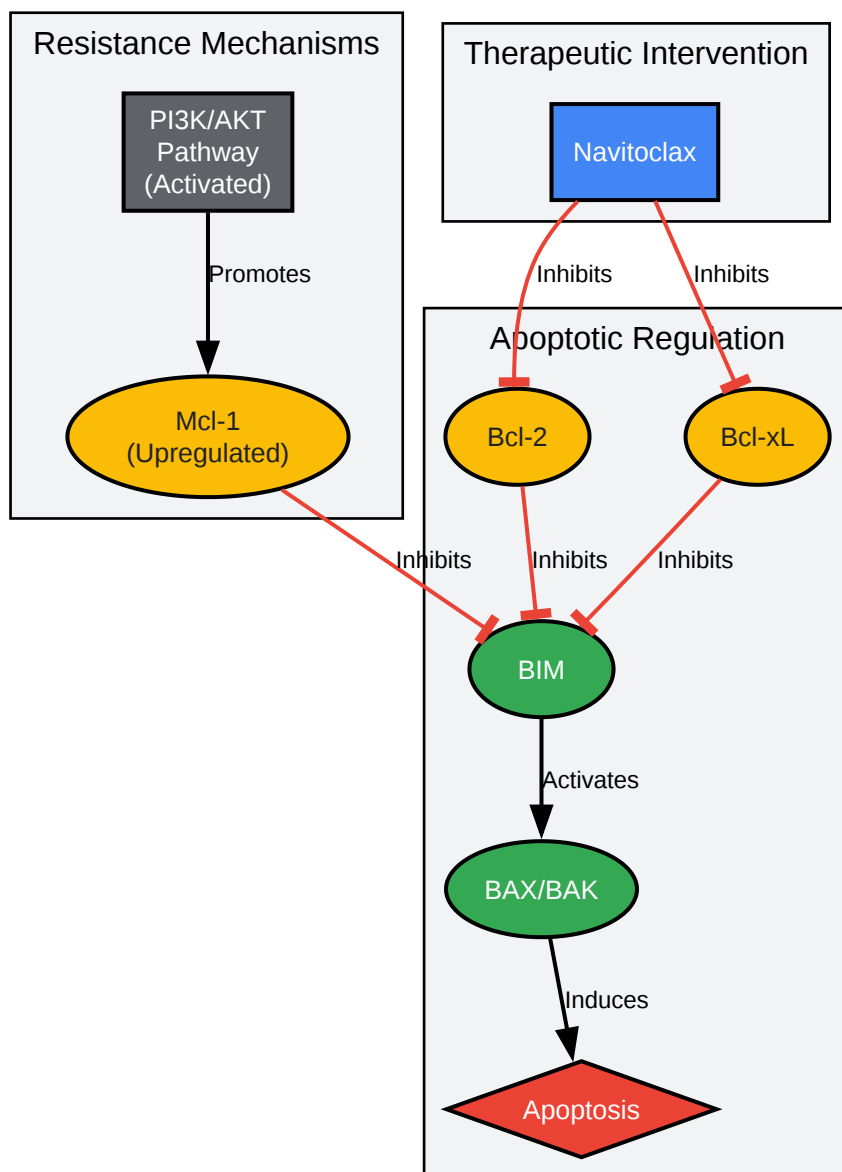 Resistance Mechanisms
PI3K/AKT
Pathway
(Activated)
Promotes
Mcl-1
(Upregulated)
Therapeutic Intervention
Navitoclax
Inhibits
Inhibits
Apoptotic Regulation
Bcl-2
Bcl-xL
Inhibits
Inhibits
Inhibits
BIM
Activates
BAX/BAK
Induces
Apoptosis